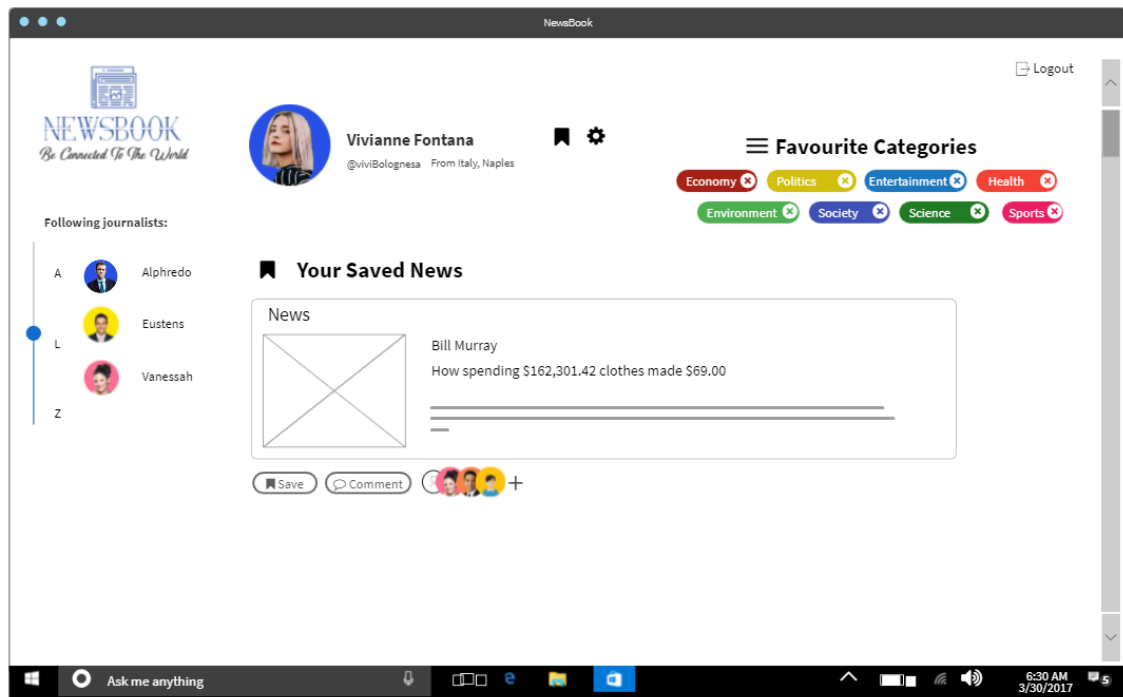 NewsBook
Logout
NEWSBOOK
Be Connected To The World
Vivianne Fontana
@viviBolognesa From Italy, Naples
Favourite Categories
Economy Politics Entertainment Health
Environment Society Science Sports
Following journalists:
A Alphredo
Eustens
L
Vanessah
Z
Your Saved News
News
Bill Murray
How spending $162,301.42 clothes made $69.00
Save Comment
Ask me anything
6:30 AM
3/30/2017
5